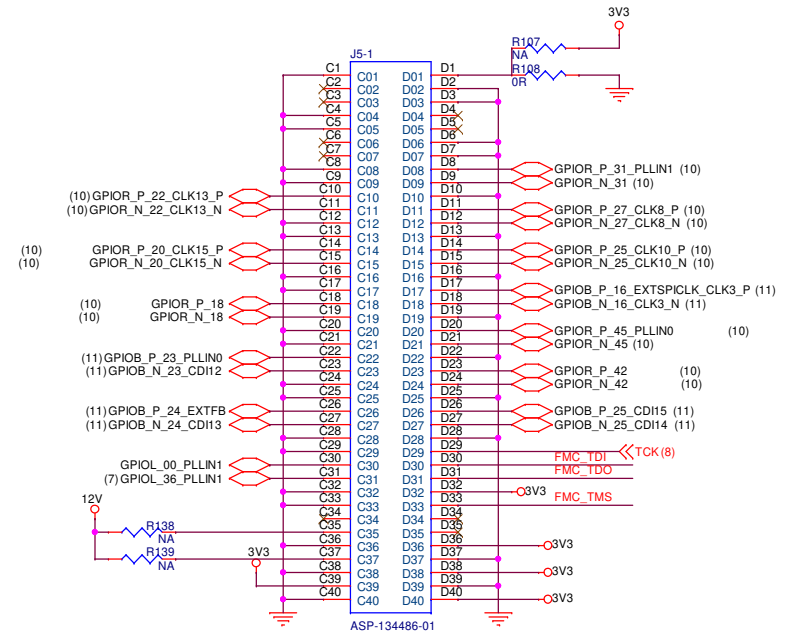 3V3
R107
NA
J5-1
C1 C01 D01 D1 R108
0R
C2 C02 D02 D2
C3 C03 D03 D3
C4 C04 D04 D4
C5 C05 D05 D5
C6 C06 D06 D6
C7 C07 D07 D7
C8 C08 D08 D8 GPIOR_P_31_PLLIN1 (10)
C9 C09 D09 D9 GPIOR_N_31 (10)
(10) GPIOR_P_22_CLK13_P C10 C10 D10 D10
(10) GPIOR_N_22_CLK13_N C11 C11 D11 D11 GPIOR_P_27_CLK8_P (10)
C12 C12 D12 D12 GPIOR_N_27_CLK8_N (10)
C13 C13 D13 D13
(10) GPIOR_P_20_CLK15_P C14 C14 D14 D14 GPIOR_P_25_CLK10_P (10)
(10) GPIOR_N_20_CLK15_N C15 C15 D15 D15 GPIOR_N_25_CLK10_N (10)
C16 C16 D16 D16
C17 C17 D17 D17 GPIOB_P_16_EXTSPICLK_CLK3_P (11)
(10) GPIOR_P_18 C18 C18 D18 D18 GPIOB_N_16_CLK3_N (11)
(10) GPIOR_N_18 C19 C19 D19 D19
C20 C20 D20 D20 GPIOR_P_45_PLLIN0 (10)
C21 C21 D21 D21 GPIOR_N_45 (10)
(11) GPIOB_P_23_PLLIN0 C22 C22 D22 D22
(11) GPIOB_N_23_CDI12 C23 C23 D23 D23 GPIOR_P_42 (10)
C24 C24 D24 D24 GPIOR_N_42 (10)
C25 C25 D25 D25
(11) GPIOB_P_24_EXTFB C26 C26 D26 D26 GPIOB_P_25_CDI15 (11)
(11) GPIOB_N_24_CDI13 C27 C27 D27 D27 GPIOB_N_25_CDI14 (11)
C28 C28 D28 D28
C29 C29 D29 D29 TCK (8)
GPIOL_00_PLLIN1 C30 C30 D30 D30 FMC_TDI
(7) GPIOL_36_PLLIN1 C31 C31 D31 D31 FMC_TDO
C32 C32 D32 D32 3V3
12V C33 C33 D33 D33 FMC_TMS
C34 C34 D34 D34
R138 C35 C35 D35 D35
NA
C36 C36 D36 D36 3V3
R139 C37 C37 D37 D37
NA
3V3
C38 C38 D38 D38 3V3
C39 C39 D39 D39
C40 C40 D40 D40 3V3
ASP-134486-01